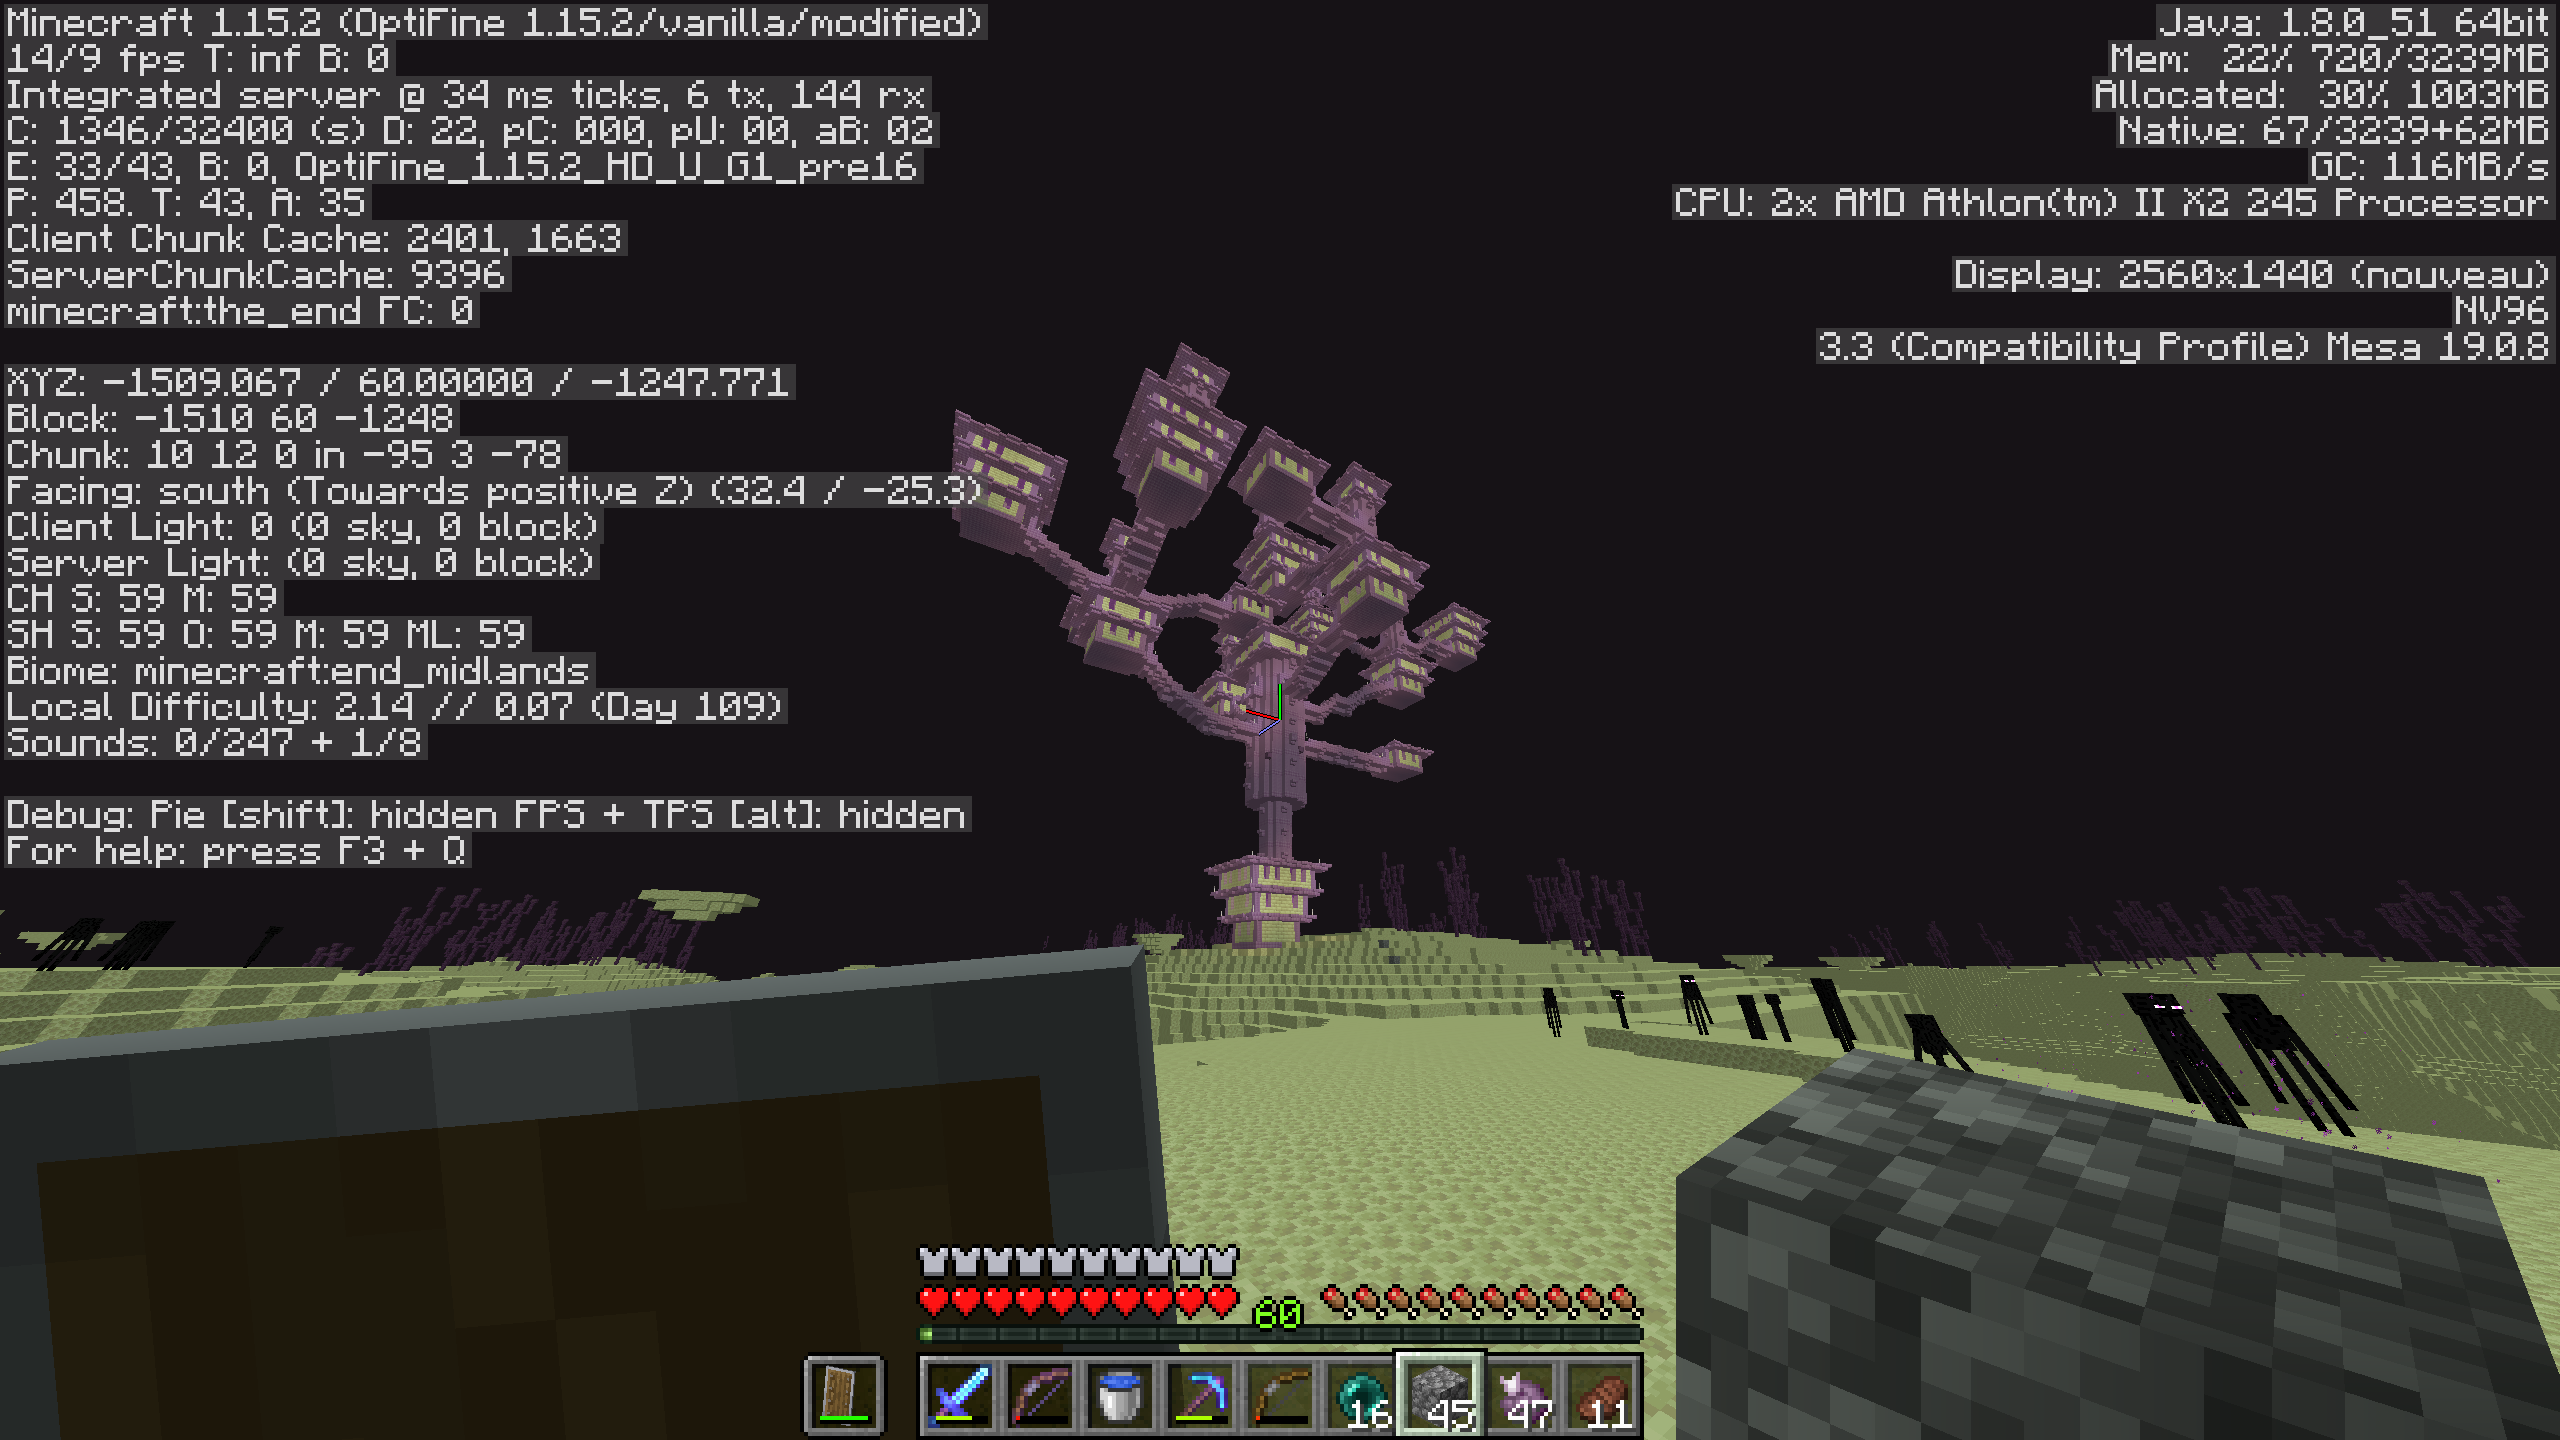 Minecraft 1.15.2 (OptiFine 1.15.2/vanilla/modified)
14/9 fps T: inf B: 0
Integrated server @ 34 ms ticks, 6 tx, 144 rx
C: 1346/32400 (s) D: 22, pC: 000, pU: 00, aB: 02
E: 33/43, B: 0, OptiFine_1.15.2_HD_U_G1_pre16
P: 458. T: 43, A: 35
Client Chunk Cache: 2401, 1663
ServerChunkCache: 9396
minecraft:the_end FC: 0
XYZ: -1509.067 / 60.00000 / -1247.771
Block: -1510 60 -1248
Chunk: 10 12 0 in -95 3 -78
Facing: south (Towards positive Z) (32.4 / -25.3)
Client Light: 0 (0 sky, 0 block)
Server Light: (0 sky, 0 block)
CH S: 59 M: 59
SH S: 59 O: 59 M: 59 ML: 59
Biome: minecraft:end_midlands
Local Difficulty: 2.14 // 0.07 (Day 109)
Sounds: 0/247 + 1/8
Debug: Pie [shift]: hidden FPS + TPS [alt]: hidden
For help: press F3 + Q
Java: 1.8.0_51 64bit
Mem: 22% 720/3239MB
Allocated: 30% 1003MB
Native: 67/3239+62MB
GC: 116MB/s
CPU: 2x AMD Athlon(tm) II X2 245 Processor
Display: 2560x1440 (nouveau)
NV96
3.3 (Compatibility Profile) Mesa 19.0.8
60
16 45 47 11